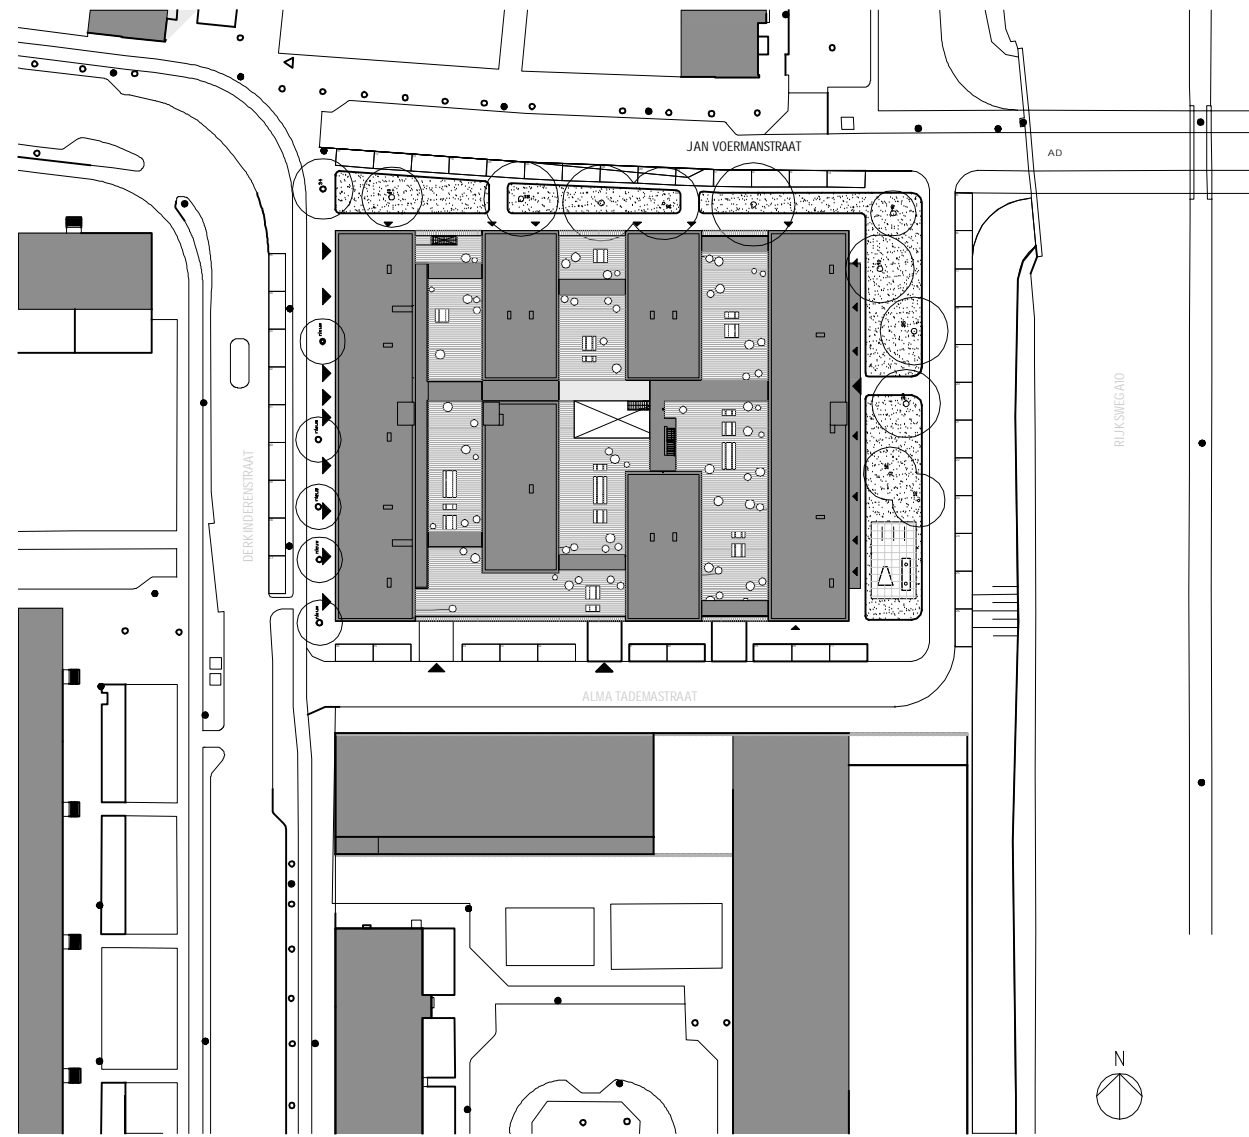 JAN VOERMANSTRAAT
AD
RIJKSWEG A10
DERKINDERENSTRAAT
ALMA TADEMASTRAAT
N